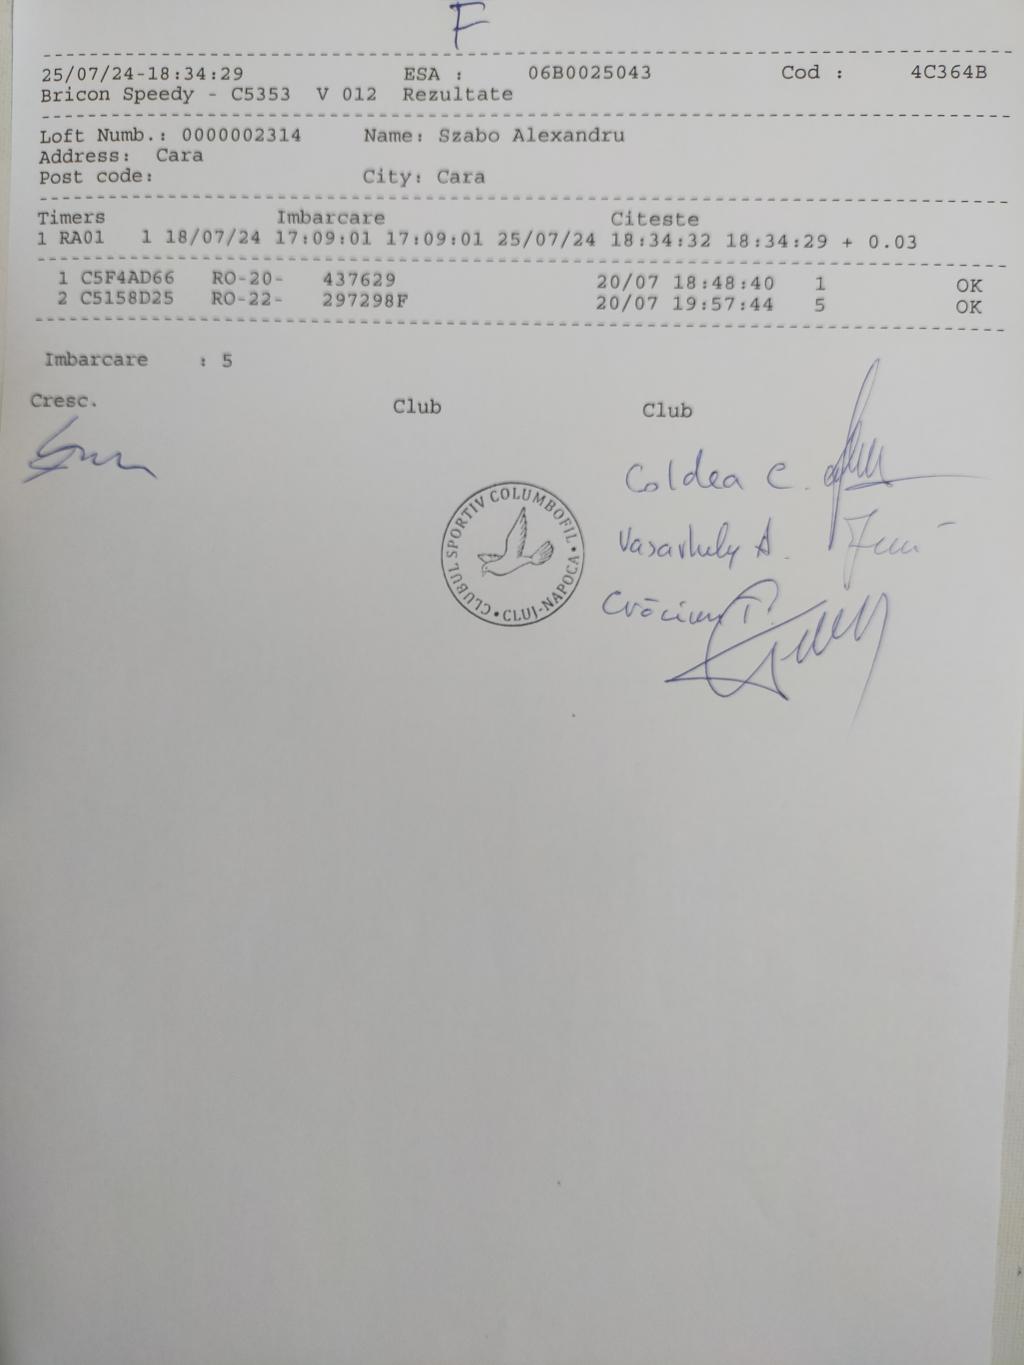 F
25/07/24-18:34:29 ESA : 06B0025043 Cod : 4C364B
Bricon Speedy - C5353 V 012 Rezultate
Loft Numb.: 0000002314 Name: Szabo Alexandru
Address: Cara
Post code: City: Cara
Timers Imbarcare Citeste
1 RA01 1 18/07/24 17:09:01 17:09:01 25/07/24 18:34:32 18:34:29 + 0.03
1 C5F4AD66 RO-20- 437629 20/07 18:48:40 1 OK
2 C5158D25 RO-22- 297298F 20/07 19:57:44 5 OK
Imbarcare : 5
Cresc. Club Club
Coldea C.
CLUBUL SPORTIV COLUMBOFIL • CLUJ-NAPOCA •